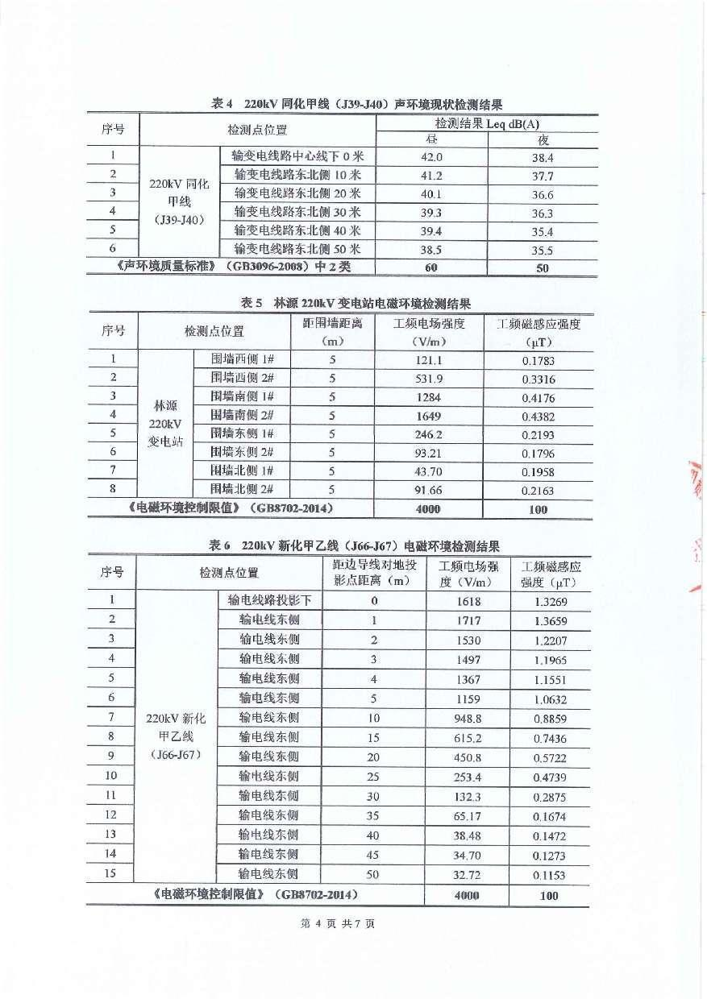 表 4 220kV 同化甲线（J39-J40）声环境现状检测结果
序号 检测点位置 检测结果 Leq dB(A)
昼 夜
1 输变电线路中心线下 0 米 42.0 38.4
2 输变电线路东北侧 10 米 41.2 37.7
220kV 同化
3 输变电线路东北侧 20 米 40.1 36.6
甲线
4 输变电线路东北侧 30 米 39.3 36.3
（J39-J40）
5 输变电线路东北侧 40 米 39.4 35.4
6 输变电线路东北侧 50 米 38.5 35.5
《声环境质量标准》（GB3096-2008）中 2 类 60 50
表 5 林源 220kV 变电站电磁环境检测结果
序号 检测点位置 距围墙距离 工频电场强度 工频磁感应强度
（m） （V/m） （μT）
1 围墙西侧 1# 5 121.1 0.1783
2 围墙西侧 2# 5 531.9 0.3316
3 围墙南侧 1# 5 1284 0.4176
林源
4 围墙南侧 2# 5 1649 0.4382
220kV
5 围墙东侧 1# 5 246.2 0.2193
变电站
6 围墙东侧 2# 5 93.21 0.1796
7 围墙北侧 1# 5 43.70 0.1958
8 围墙北侧 2# 5 91.66 0.2163
《电磁环境控制限值》（GB8702-2014） 4000 100
表 6 220kV 新化甲乙线（J66-J67）电磁环境检测结果
序号 检测点位置 距边导线对地投 工频电场强 工频磁感应
影点距离（m） 度（V/m） 强度（μT）
1 输电线路投影下 0 1618 1.3269
2 输电线东侧 1 1717 1.3659
3 输电线东侧 2 1530 1.2207
4 输电线东侧 3 1497 1.1965
5 输电线东侧 4 1367 1.1551
6 输电线东侧 5 1159 1.0632
7 220kV 新化 输电线东侧 10 948.8 0.8859
8 甲乙线 输电线东侧 15 615.2 0.7436
9 （J66-J67） 输电线东侧 20 450.8 0.5722
10 输电线东侧 25 253.4 0.4739
11 输电线东侧 30 132.3 0.2875
12 输电线东侧 35 65.17 0.1674
13 输电线东侧 40 38.48 0.1472
14 输电线东侧 45 34.70 0.1273
15 输电线东侧 50 32.72 0.1153
《电磁环境控制限值》（GB8702-2014） 4000 100
第 4 页 共 7 页